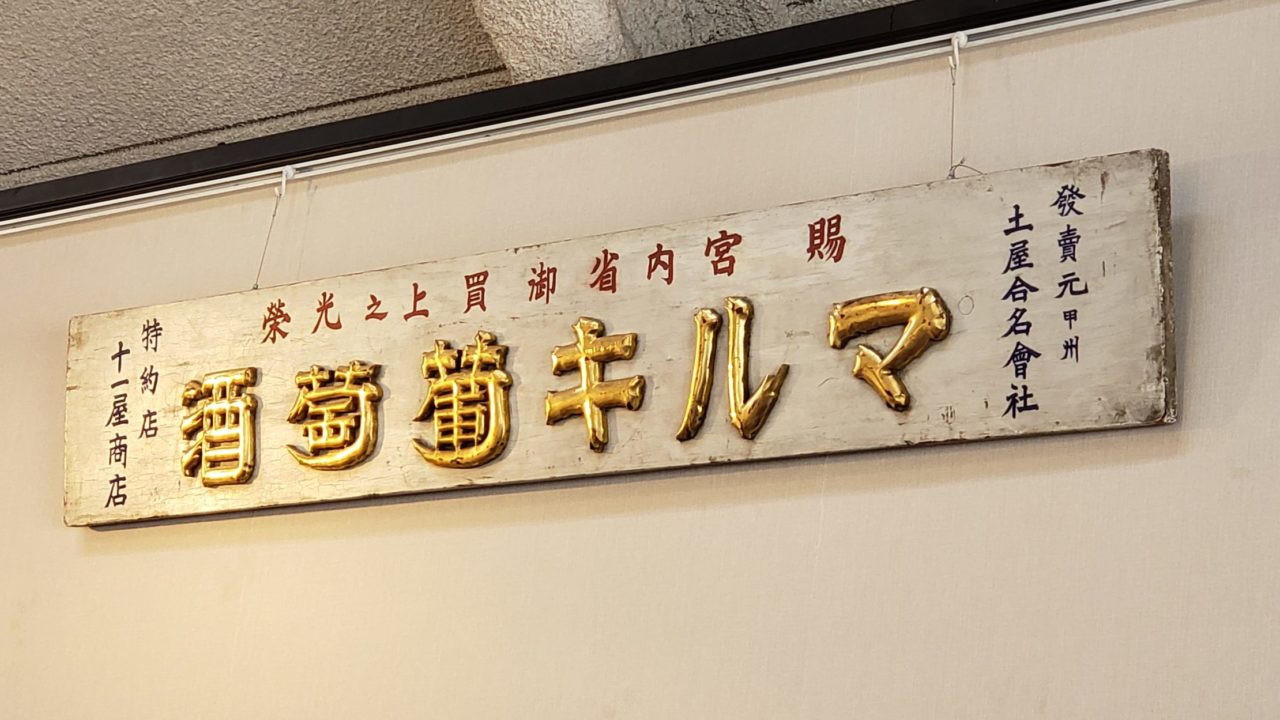 發賣元甲州
土屋合名會社
賜 宮内省御買上之光榮
マルキ葡萄酒
特約店
十一屋商店